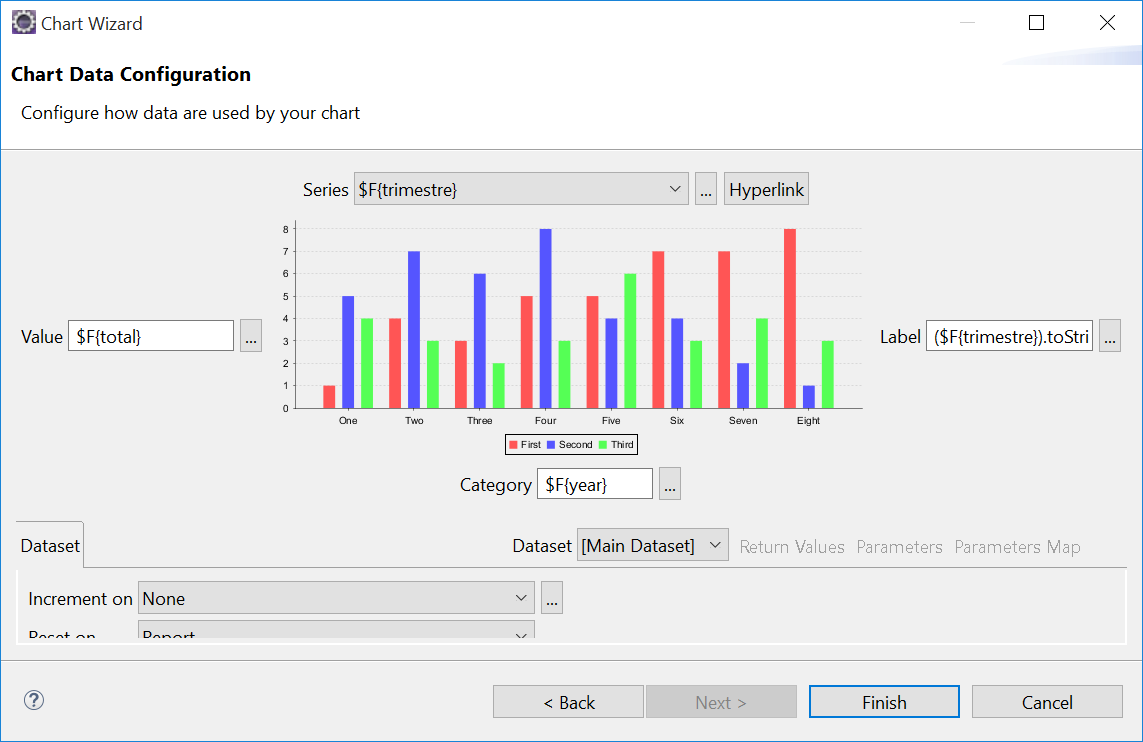 Chart Wizard
Chart Data Configuration
Configure how data are used by your chart
Series $F{trimestre} ... Hyperlink
8
7
6
5
4
3
2
1
0
Value $F{total} ...
Label ($F{trimestre}).toStri ...
One Two Three Four Five Six Seven Eight
First Second Third
Category $F{year} ...
Dataset Dataset [Main Dataset] Return Values Parameters Parameters Map
Increment on None ...
Reset on Report
< Back Next > Finish Cancel